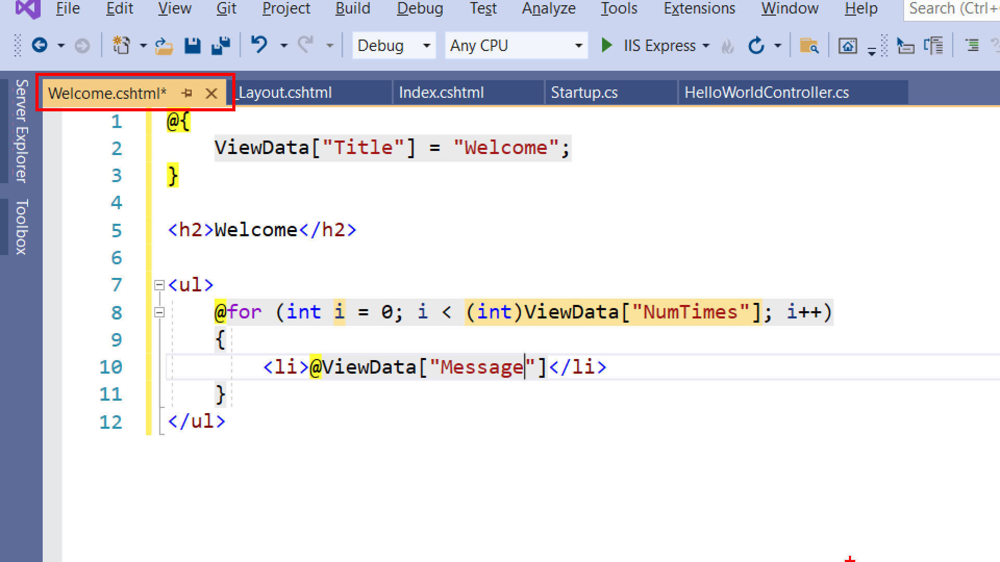 File Edit View Git Project Build Debug Test Analyze Tools Extensions Window Help Search (Ctrl+
Debug Any CPU IIS Express
Server Explorer
Toolbox
Welcome.cshtml* _Layout.cshtml Index.cshtml Startup.cs HelloWorldController.cs
1 @{
2 ViewData["Title"] = "Welcome";
3 }
4
5 <h2>Welcome</h2>
6
7 <ul>
8 @for (int i = 0; i < (int)ViewData["NumTimes"]; i++)
9 {
10 <li>@ViewData["Message"]</li>
11 }
12 </ul>